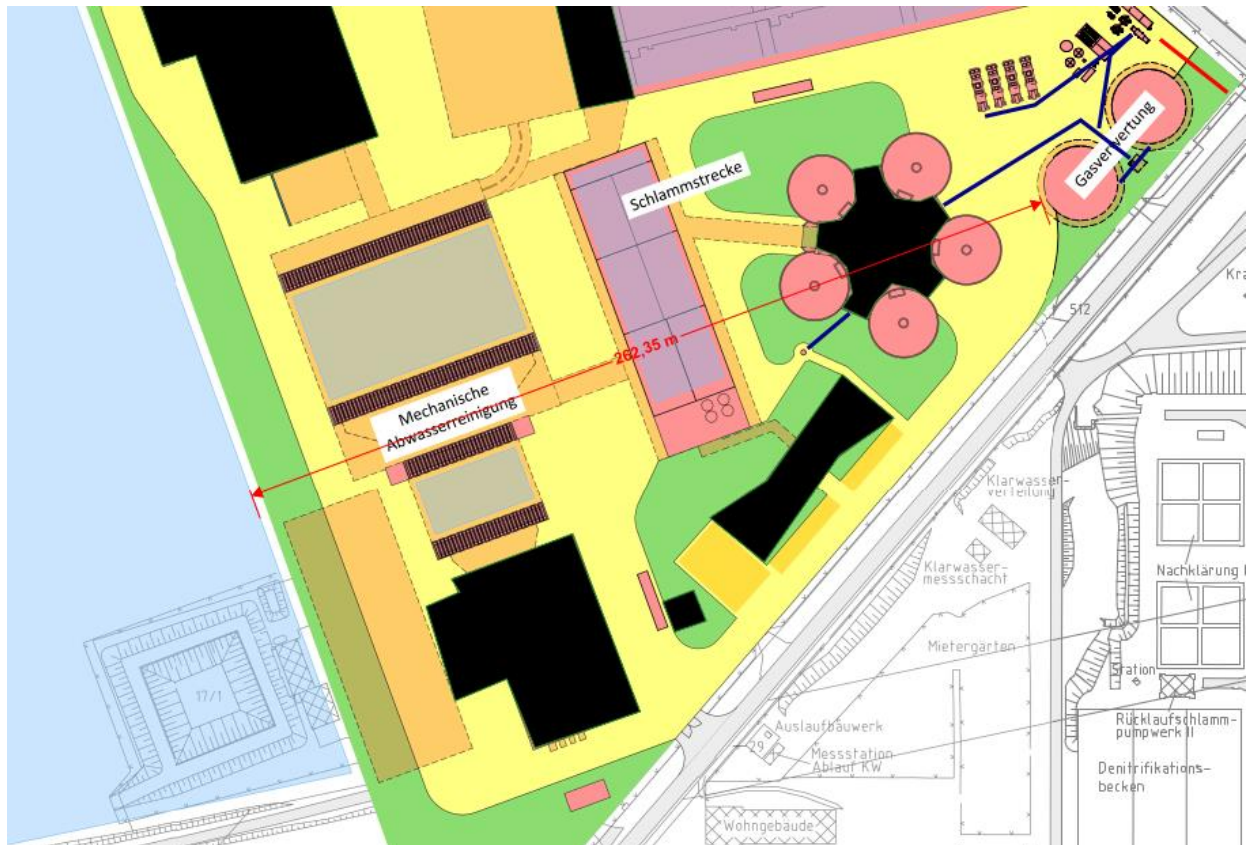 Gasverwertung
Schlammstrecke
262,35 m
Mechanische
Abwasserreinigung
512
Kra
Klarwasser-
verteilung
Klarwasser-
messschacht
Nachklärung
Mietergärten
Station
17/1
Rücklaufschlamm-
pumpwerk II
Auslaufbauwerk
29
Messstation
Ablauf KW
Denitrifikations-
becken
Wohngebäude